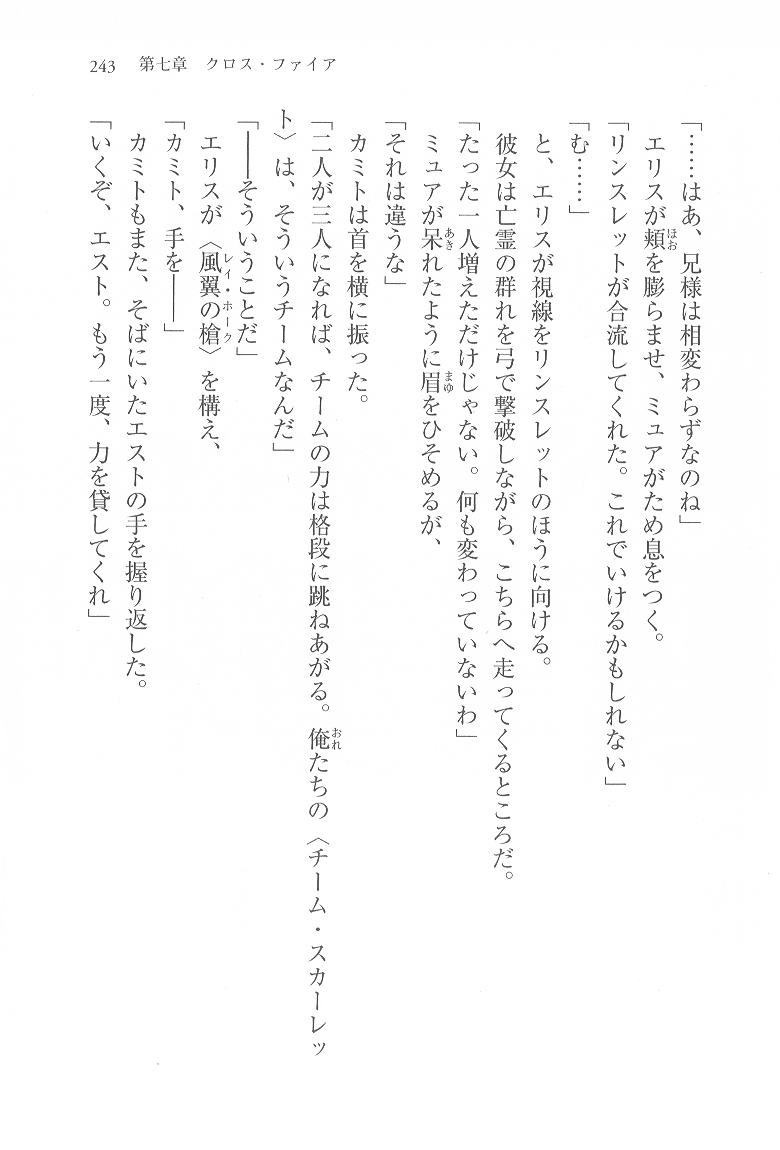 243　第七章　クロス・ファイア
「……はあ、兄様は相変わらずなのね」
エリスが頬を膨らませ、ミュアがため息をつく。
「リンスレットが合流してくれた。これでいけるかもしれない」
「む……」
と、エリスが視線をリンスレットのほうに向ける。
彼女は亡霊の群れを弓で撃破しながら、こちらへ走ってくるところだ。
「たった一人増えただけじゃない。何も変わっていないわ」
ミュアが呆れたように眉をひそめるが、
「それは違うな」
カミトは首を横に振った。
「二人が三人になれば、チームの力は格段に跳ねあがる。俺たちの〈チーム・スカーレッ
ト〉は、そういうチームなんだ」
「――そういうことだ」
エリスが〈風翼の槍〉を構え、
「カミト、手を――」
カミトもまた、そばにいたエストの手を握り返した。
「いくぞ、エスト。もう一度、力を貸してくれ」
ほお
あき
まゆ
おれ
レイ・ホーク